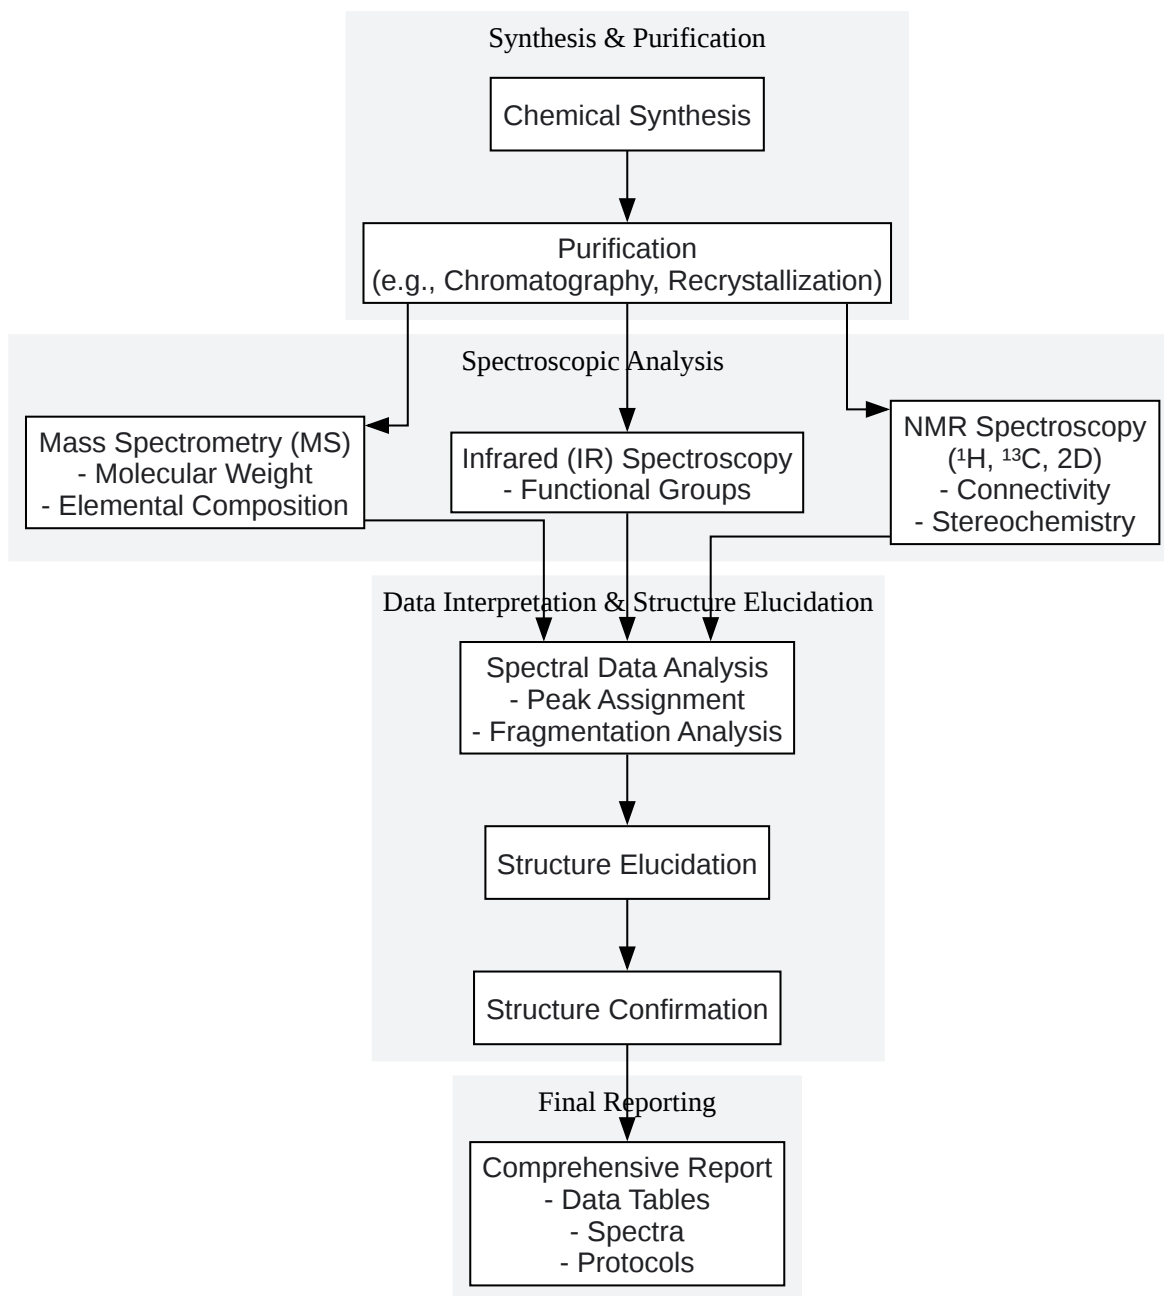 Synthesis & Purification
Chemical Synthesis
Purification
(e.g., Chromatography, Recrystallization)
Spectroscopic Analysis
Mass Spectrometry (MS)
- Molecular Weight
- Elemental Composition
Infrared (IR) Spectroscopy
- Functional Groups
NMR Spectroscopy
(¹H, ¹³C, 2D)
- Connectivity
- Stereochemistry
Data Interpretation & Structure Elucidation
Spectral Data Analysis
- Peak Assignment
- Fragmentation Analysis
Structure Elucidation
Structure Confirmation
Final Reporting
Comprehensive Report
- Data Tables
- Spectra
- Protocols